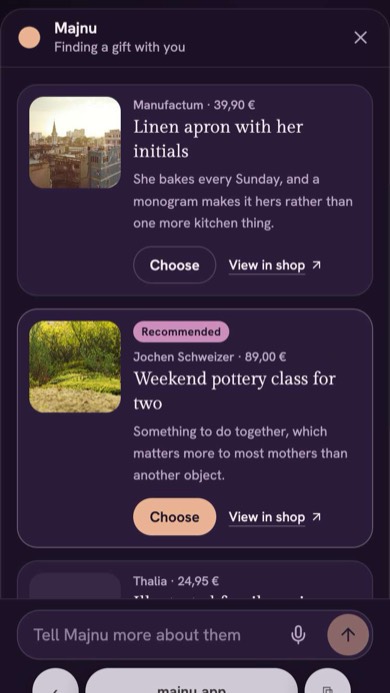 Majnu
Finding a gift with you
Manufactum · 39,90 €
Linen apron with her
initials
She bakes every Sunday, and a
monogram makes it hers rather than
one more kitchen thing.
Choose
View in shop ↗
Recommended
Jochen Schweizer · 89,00 €
Weekend pottery class for
two
Something to do together, which
matters more to most mothers than
another object.
Choose
View in shop ↗
Thalia · 24,95 €
Tell Majnu more about them
majnu.app